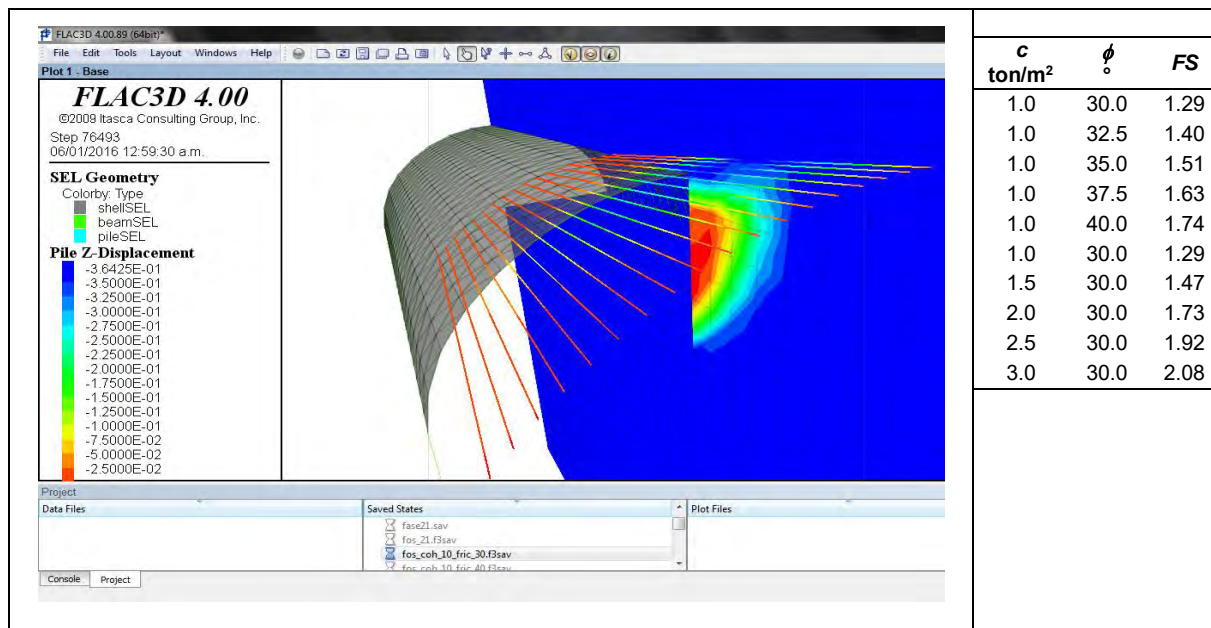 FLAC3D 4.00.89 (64bit)*
File Edit Tools Layout Windows Help
Plot 1 - Base
FLAC3D 4.00
©2009 Itasca Consulting Group, Inc.
Step 76493
06/01/2016 12:59:30 a.m.
SEL Geometry
Colorby: Type
shellSEL
beamSEL
pileSEL
Pile Z-Displacement
-3.6425E-01
-3.5000E-01
-3.2500E-01
-3.0000E-01
-2.7500E-01
-2.5000E-01
-2.2500E-01
-2.0000E-01
-1.7500E-01
-1.5000E-01
-1.2500E-01
-1.0000E-01
-7.5000E-02
-5.0000E-02
-2.5000E-02
Project
Data Files Saved States Plot Files
fase21.sav
fos_21.f3sav
fos_coh_10_fric_30.f3sav
fos_coh_10_fric_40.f3sav
Console Project
c ϕ FS
ton/m² °
1.0 30.0 1.29
1.0 32.5 1.40
1.0 35.0 1.51
1.0 37.5 1.63
1.0 40.0 1.74
1.0 30.0 1.29
1.5 30.0 1.47
2.0 30.0 1.73
2.5 30.0 1.92
3.0 30.0 2.08